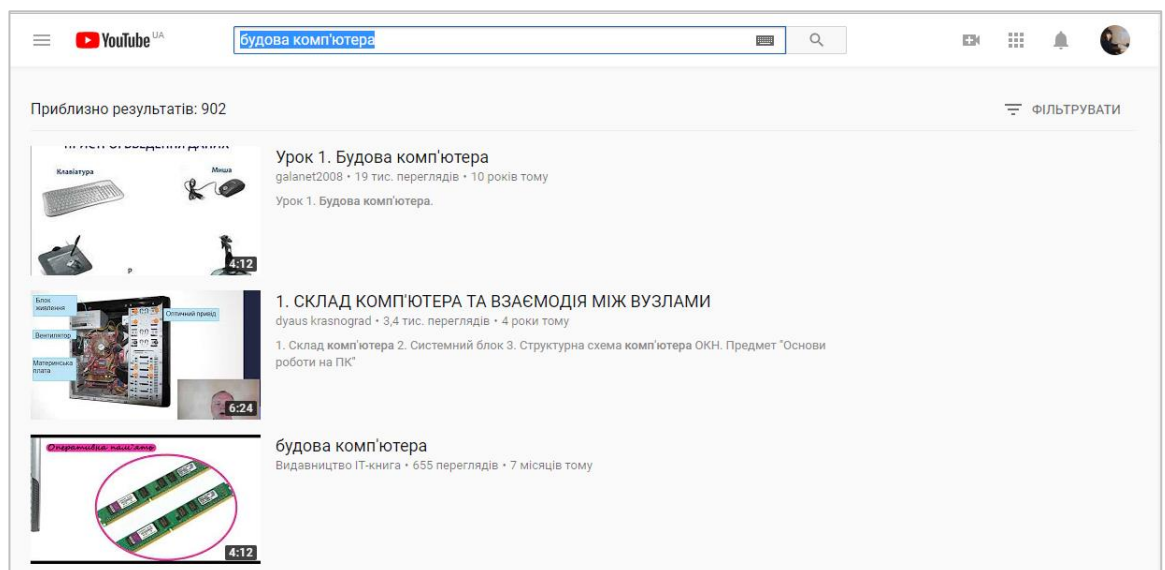 YouTube UA
будова комп'ютера
Приблизно результатів: 902
ФІЛЬТРУВАТИ
Клавіатура
Миша
4:12
Урок 1. Будова комп'ютера
galanet2008 • 19 тис. переглядів • 10 років тому
Урок 1. Будова комп'ютера.
Блок живлення
Оптичний привід
Вентилятор
Материнська плата
6:24
1. СКЛАД КОМП'ЮТЕРА ТА ВЗАЄМОДІЯ МІЖ ВУЗЛАМИ
dyaus krasnograd • 3,4 тис. переглядів • 4 роки тому
1. Склад комп'ютера 2. Системний блок 3. Структурна схема комп'ютера ОКН. Предмет "Основи
роботи на ПК"
Оперативна пам'ять
4:12
будова комп'ютера
Видавництво ІТ-книга • 655 переглядів • 7 місяців тому